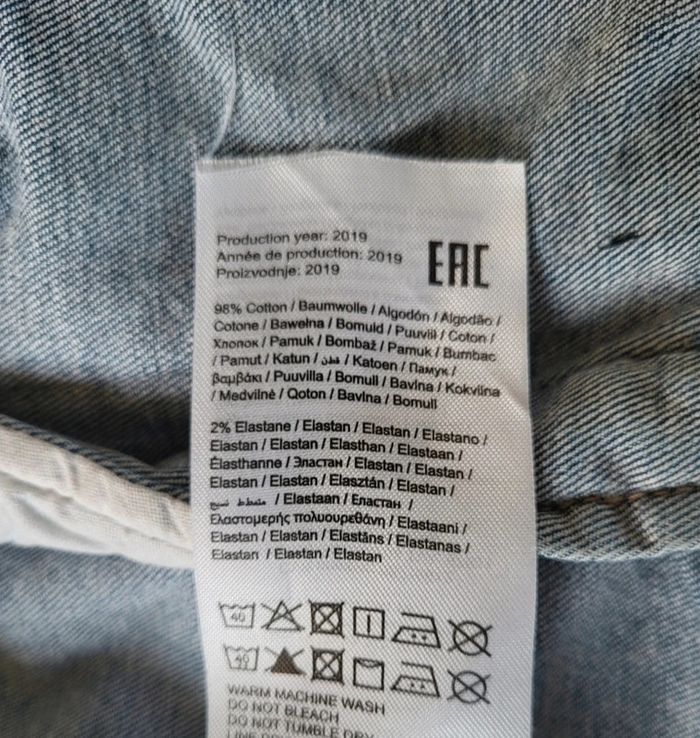 Production year: 2019
Année de production: 2019
Proizvodnje: 2019
EAC
98% Cotton / Baumwolle / Algodón / Algodão /
Cotone / Bawełna / Bomuld / Puuvill / Coton /
Хлопок / Pamuk / Bombaž / Pamuk / Bumbac
/ Pamut / Katun / قطن / Katoen / Памук /
βαμβάκι / Puuvilla / Bomull / Bavlna / Kokvilna
/ Medvilnė / Qoton / Bavlna / Bomull
2% Elastane / Elastan / Elastan / Elastano /
Elastan / Elastan / Elasthan / Elastaan /
Élasthanne / Эластан / Elastan / Elastan /
Elastan / Elastan / Elasztán / Elastan /
/ Elastaan / Еластан /
Ελαστομερής πολυουρεθάνη / Elastaani /
Elastan / Elastan / Elastāns / Elastanas /
Elastan / Elastan / Elastan
40
40
WARM MACHINE WASH
DO NOT BLEACH
DO NOT TUMBLE DRY
LINE DRY